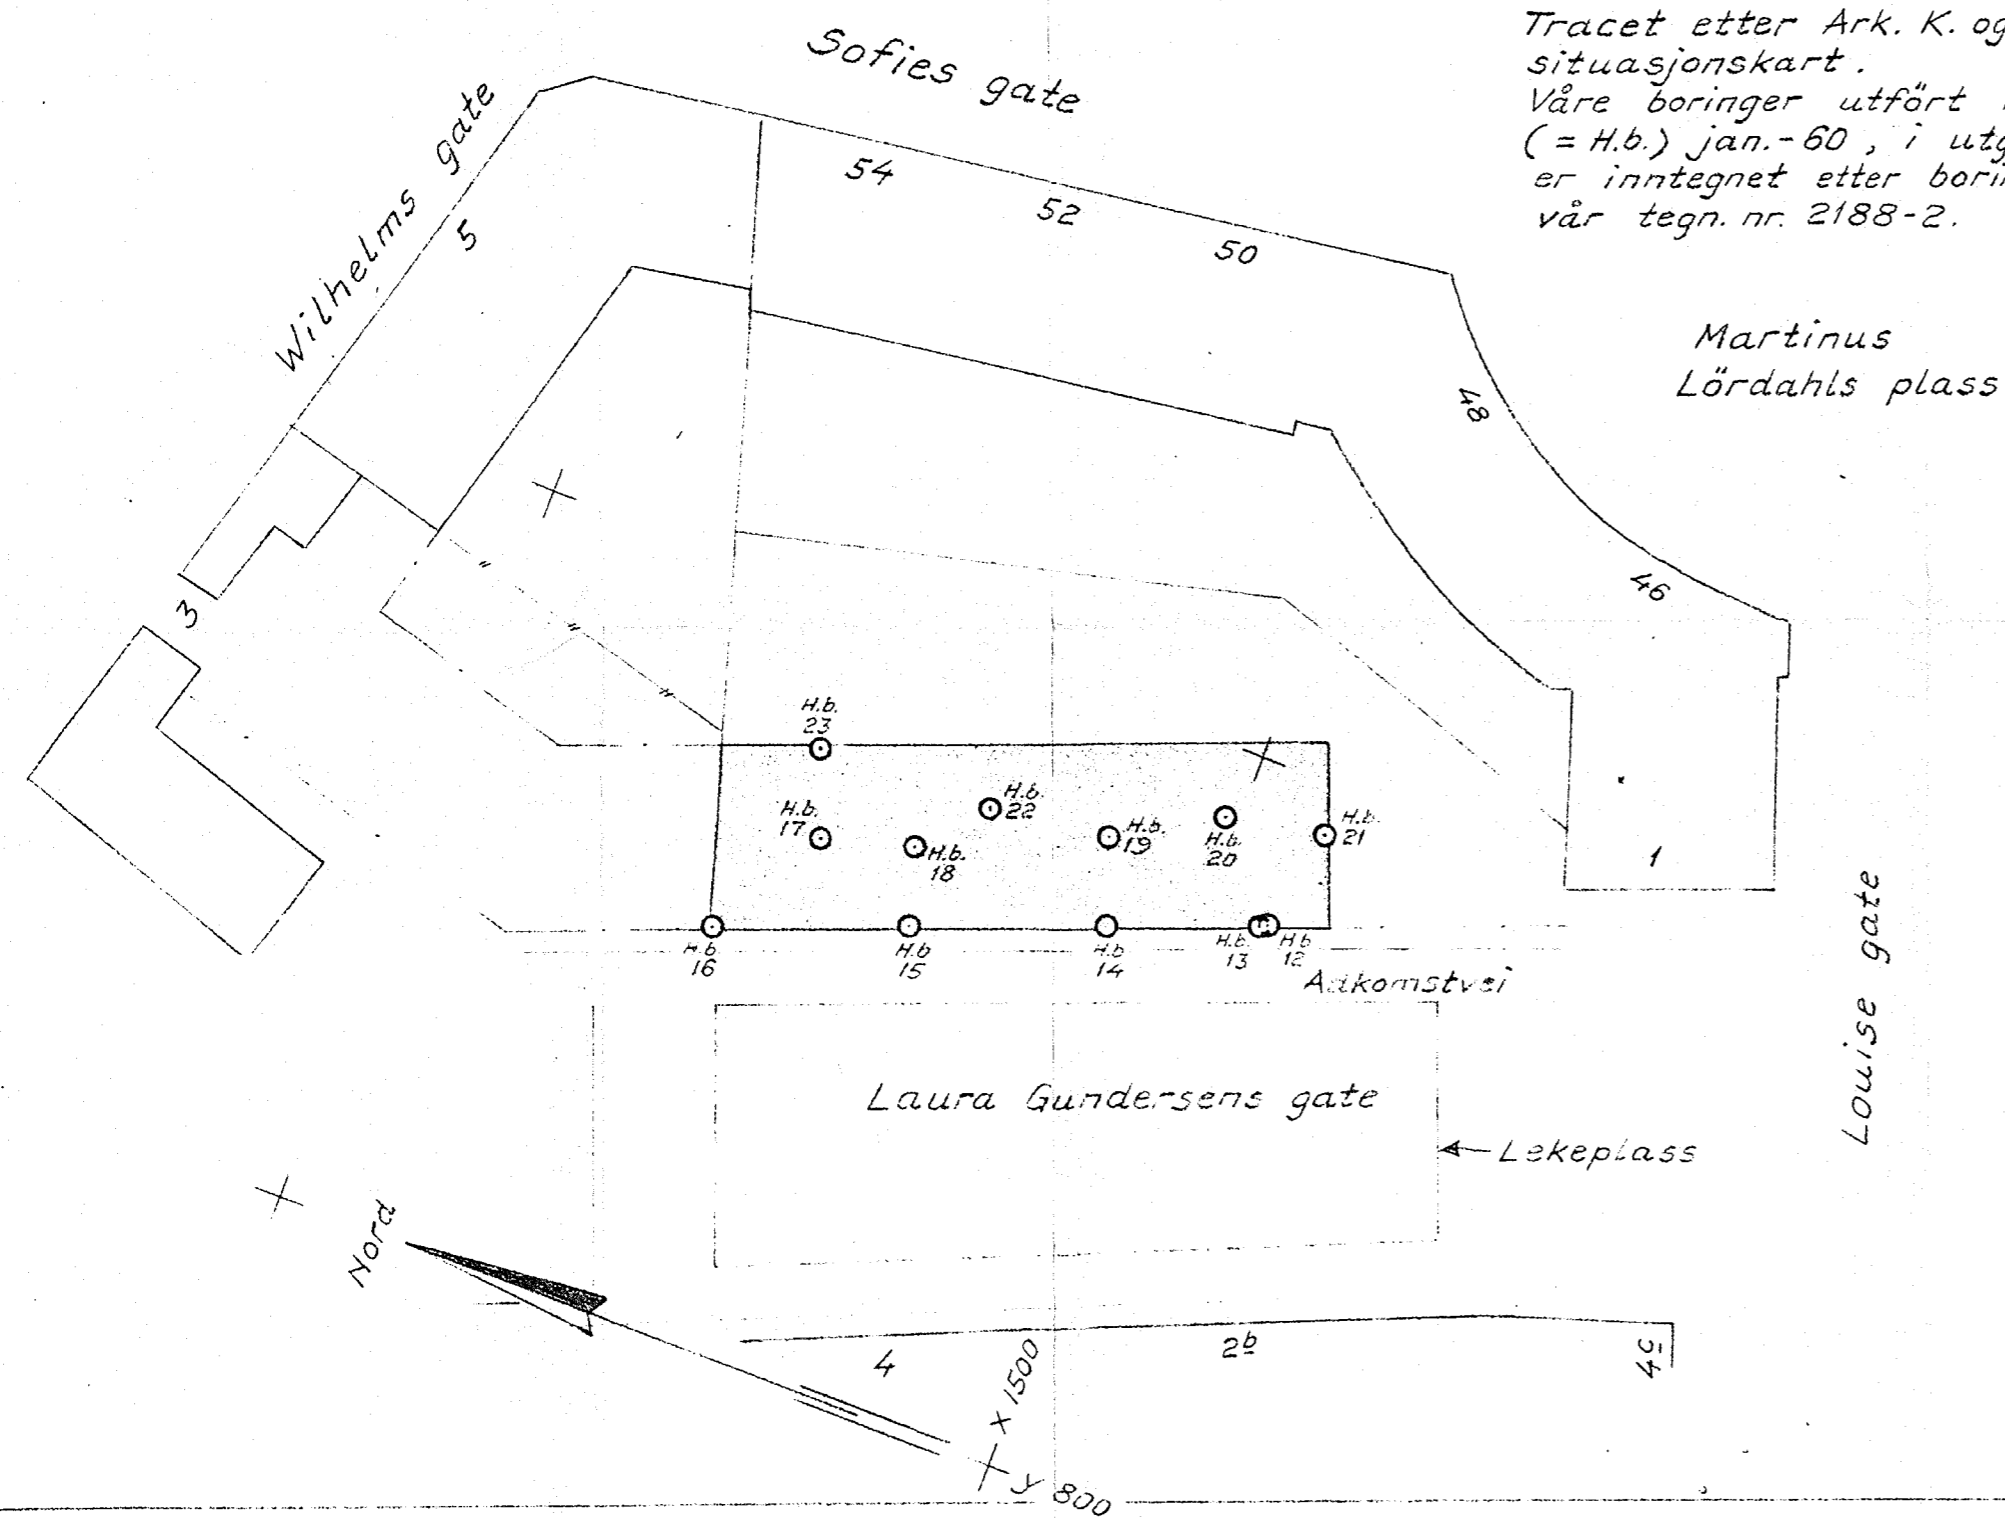 Tracet etter Ark. K. og
situasjonskart.
Våre boringer utfört
(= H.b.) jan.-60, i
er inntegnet etter
vår tegn. nr. 2188-2.
Sofies gate
Wilhelms gate
5
54
52
50
Martinus
Lördahls plass
48
46
3
H.b.
23
H.b.
22
H.b.
17
H.b.
18
H.b.
19
H.b.
20
H.b.
21
1
H.b.
16
H.b
15
H.b
14
H.b.
13
H.b
12
Adkomstvei
Louise gate
Laura Gundersens gate
Lekeplass
Nord
4
2b
X 1500
y 800